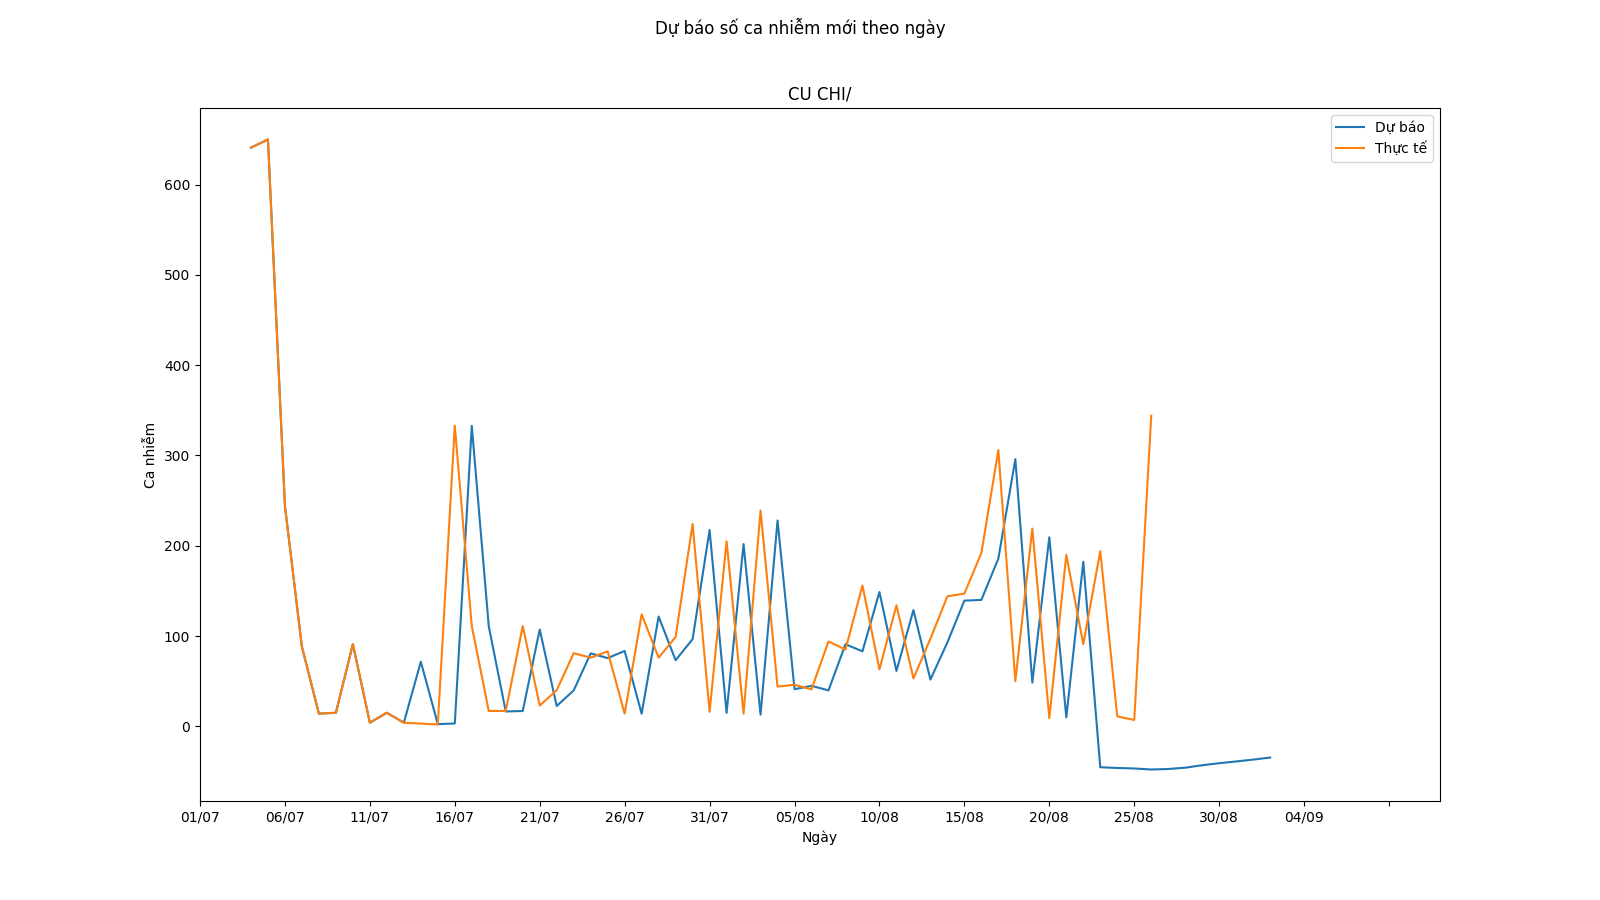 Dự báo số ca nhiễm mới theo ngày
CU CHI/
Dự báo
Thực tế
600
500
400
300
200
100
0
Ca nhiễm
01/07 06/07 11/07 16/07 21/07 26/07 31/07 05/08 10/08 15/08 20/08 25/08 30/08 04/09
Ngày